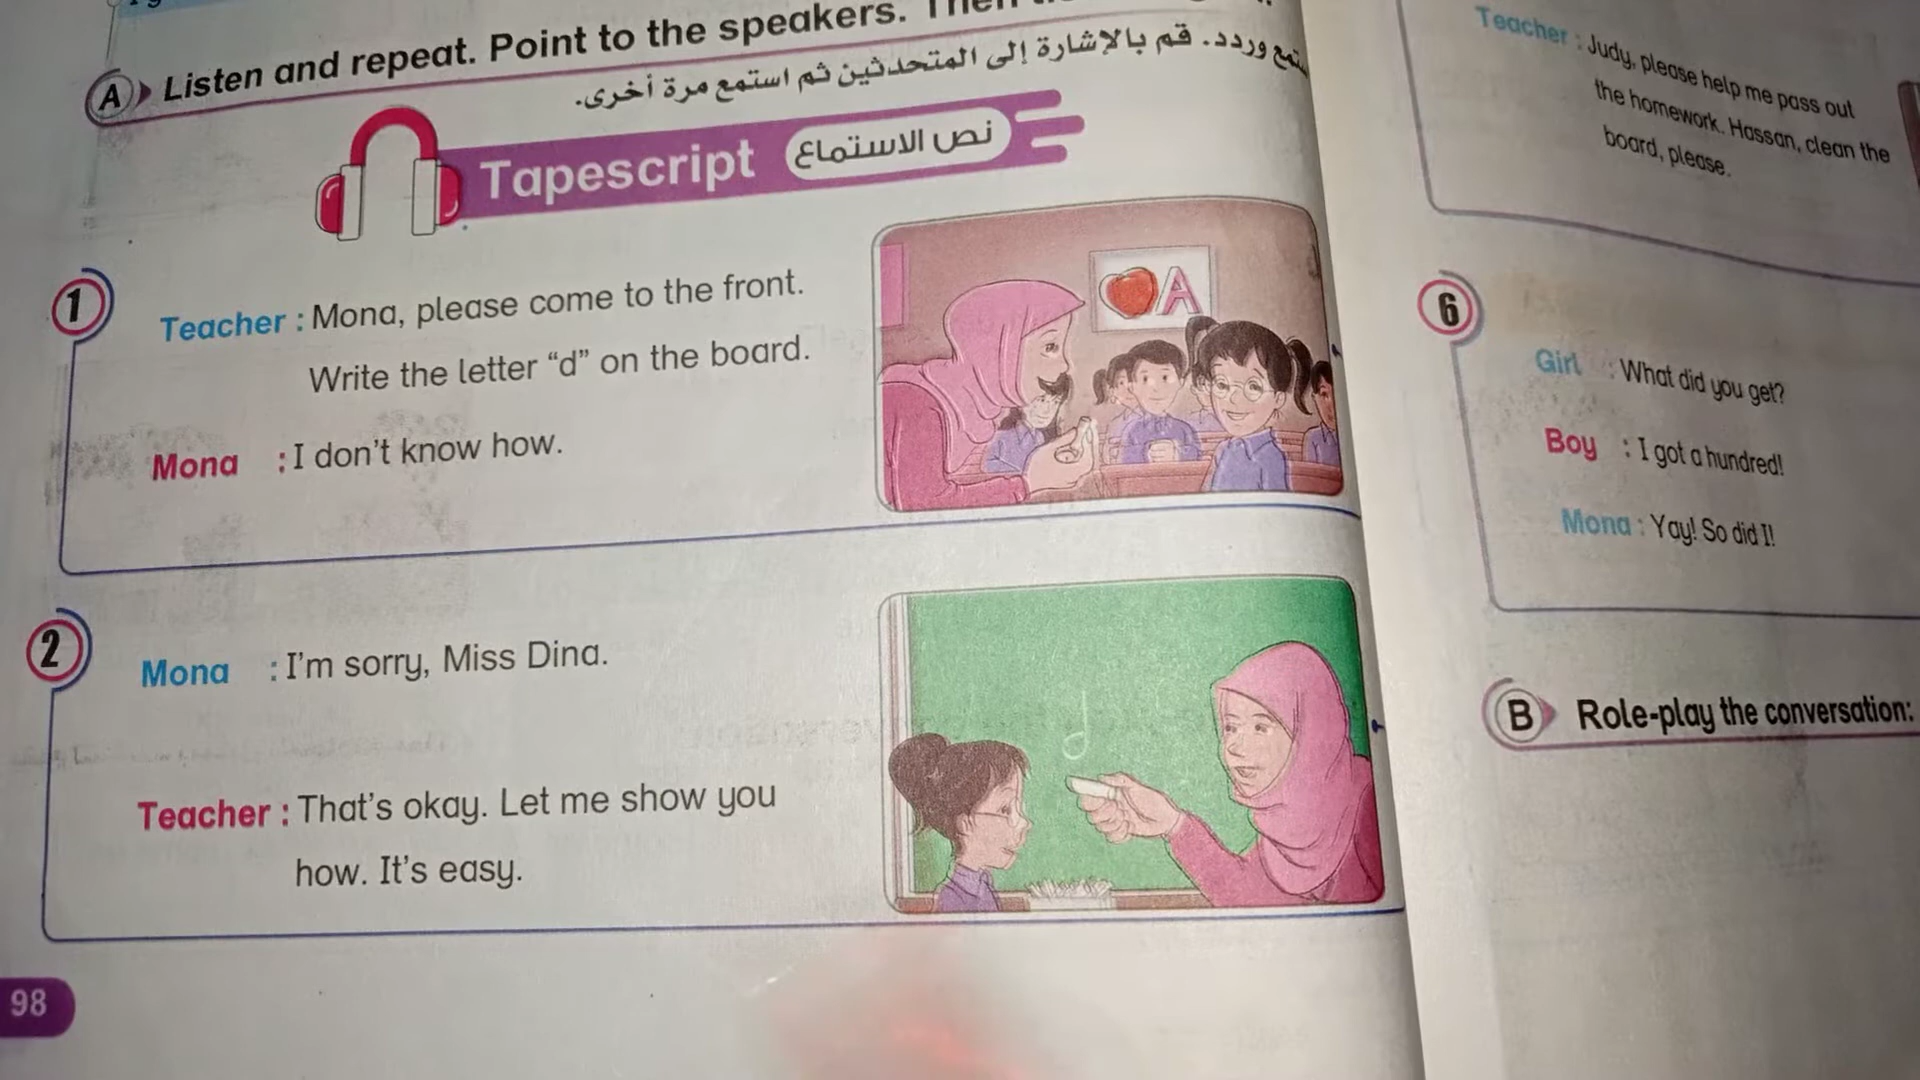 A Listen and repeat. Point to the speakers. Then
وردد. قم بالإشارة إلى المتحدثين ثم استمع مرة أخرى.
Tapescript نص الاستماع
1
Teacher : Mona, please come to the front.
Write the letter “d” on the board.
Mona : I don’t know how.
A
2
Mona : I’m sorry, Miss Dina.
Teacher : That’s okay. Let me show you
how. It’s easy.
d
98
Teacher : Judy, please help me pass out
the homework. Hassan, clean the
board, please.
6
Girl : What did you get?
Boy : I got a hundred!
Mona : Yay! So did I!
B Role-play the conversation: